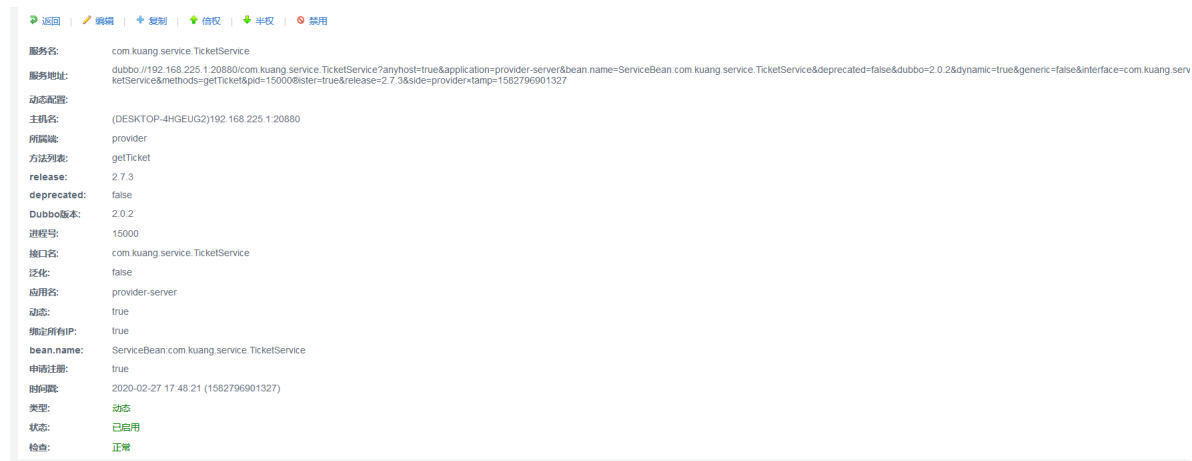 返回 | 编辑 | 复制 | 倍权 | 半权 | 禁用
服务名: com.kuang.service.TicketService
服务地址: dubbo://192.168.225.1:20880/com.kuang.service.TicketService?anyhost=true&application=provider-server&bean.name=ServiceBean:com.kuang.service.TicketService&deprecated=false&dubbo=2.0.2&dynamic=true&generic=false&interface=com.kuang.serv
ketService&methods=getTicket&pid=15000®ister=true&release=2.7.3&side=provider×tamp=1582796901327
动态配置:
主机名: (DESKTOP-4HGEUG2)192.168.225.1:20880
所属端: provider
方法列表: getTicket
release: 2.7.3
deprecated: false
Dubbo版本: 2.0.2
进程号: 15000
接口名: com.kuang.service.TicketService
泛化: false
应用名: provider-server
动态: true
绑定所有IP: true
bean.name: ServiceBean:com.kuang.service.TicketService
申请注册: true
时间戳: 2020-02-27 17:48:21 (1582796901327)
类型: 动态
状态: 已启用
检查: 正常